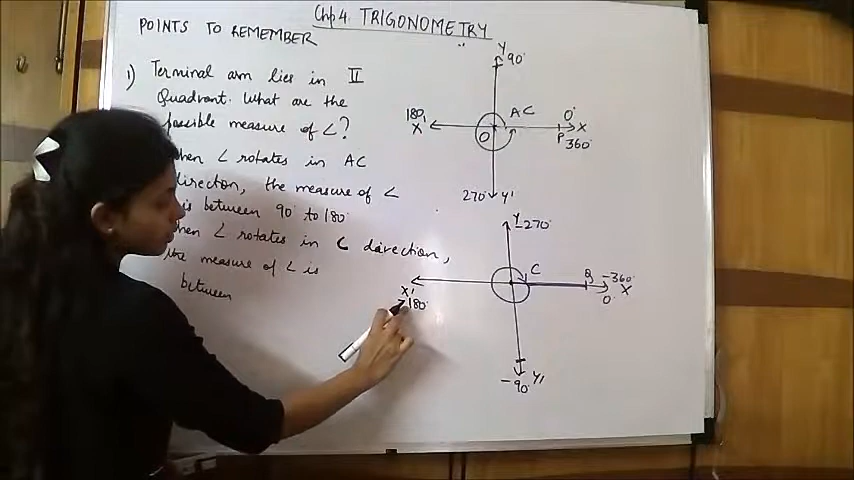 Chp 4 TRIGONOMETRY
POINTS TO REMEMBER
1) Terminal arm lies in II
Quadrant. What are the
possible measure of ∠?
hen ∠ rotates in AC
direction, the measure of ∠
is between 90° to 180°
hen ∠ rotates in C direction,
the measure of ∠ is
between
Y
90°
180°
X'
O
AC
0°
X
P
360°
270° Y'
Y 270°
C
-360°
X
0°
X'
-180°
-90° Y'